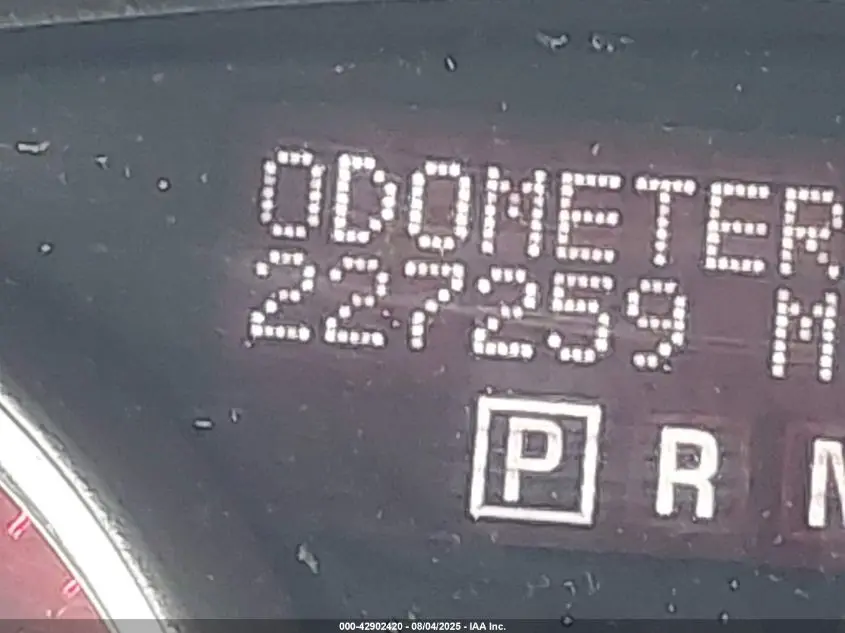 ODOMETER
227259 M
P R N
000-42902420 - 08/04/2025 - IAA Inc.